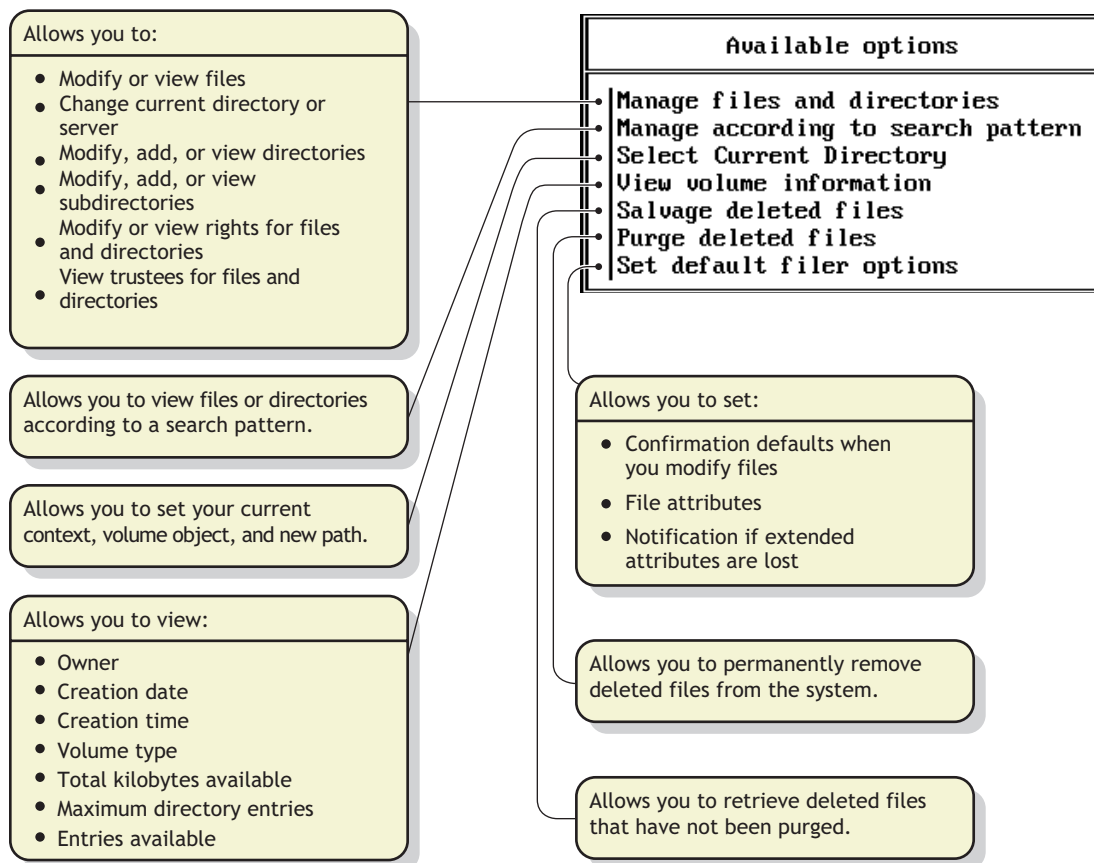 Allows you to:
• Modify or view files
• Change current directory or
server
• Modify, add, or view directories
• Modify, add, or view
subdirectories
• Modify or view rights for files
and directories
• View trustees for files and
directories
Allows you to view files or directories
according to a search pattern.
Allows you to set your current
context, volume object, and new path.
Allows you to view:
• Owner
• Creation date
• Creation time
• Volume type
• Total kilobytes available
• Maximum directory entries
• Entries available
Available options
Manage files and directories
Manage according to search pattern
Select Current Directory
View volume information
Salvage deleted files
Purge deleted files
Set default filer options
Allows you to set:
• Confirmation defaults when
you modify files
• File attributes
• Notification if extended
attributes are lost
Allows you to permanently remove
deleted files from the system.
Allows you to retrieve deleted files
that have not been purged.